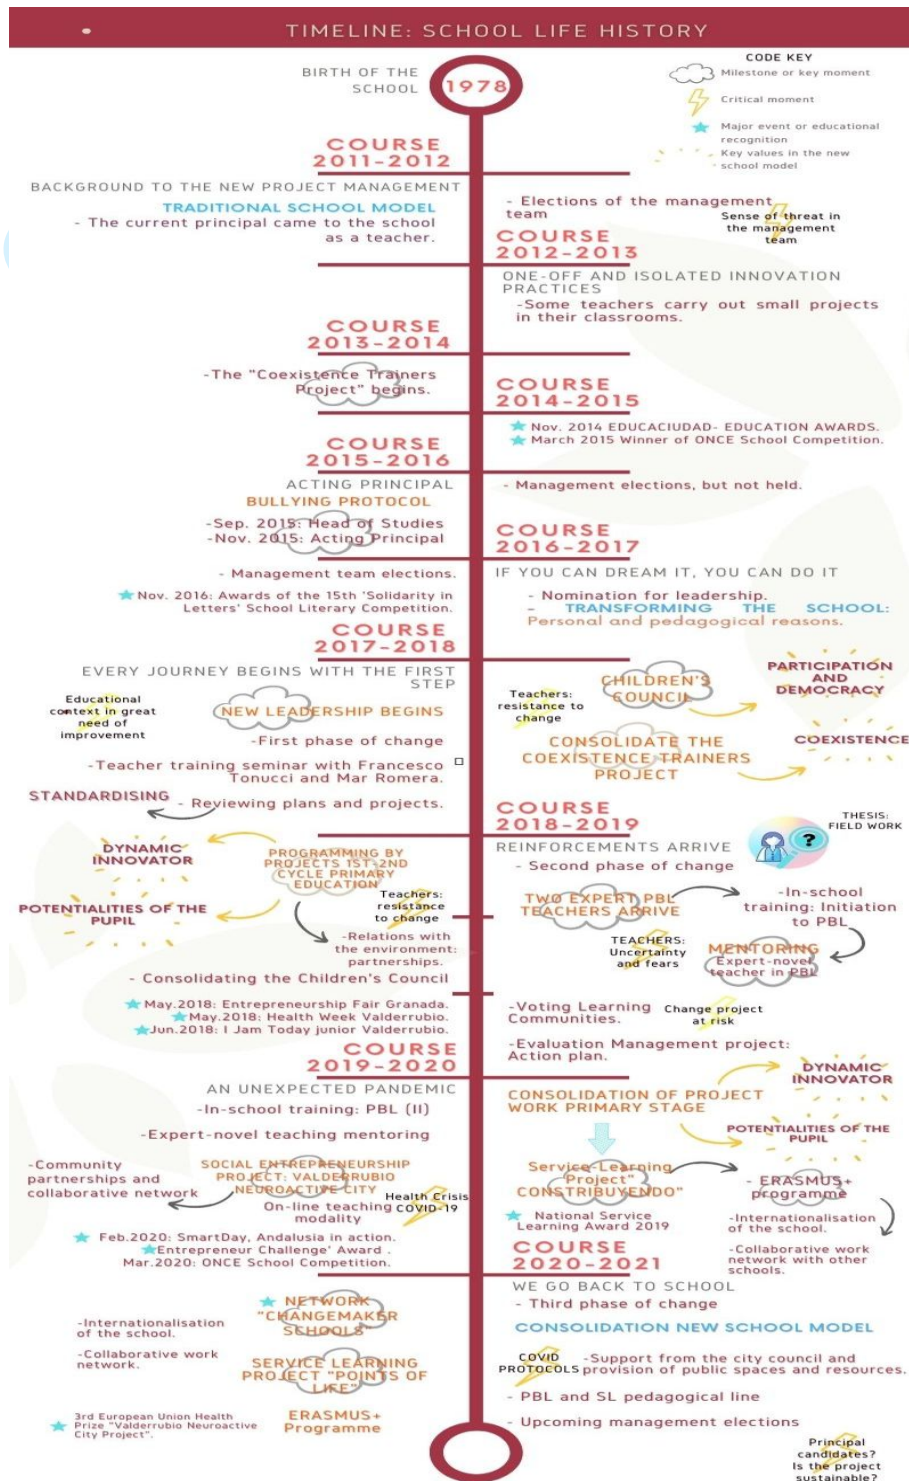 TIMELINE: SCHOOL LIFE HISTORY
BIRTH OF THE
SCHOOL
1978
CODE KEY
Milestone or key moment
Critical moment
Major event or educational
recognition
Key values in the new
school model
COURSE
2011-2012
BACKGROUND TO THE NEW PROJECT MANAGEMENT
TRADITIONAL SCHOOL MODEL
- The current principal came to the school
as a teacher.
- Elections of the management
team
Sense of threat in
the management
team
COURSE
2012-2013
ONE-OFF AND ISOLATED INNOVATION
PRACTICES
-Some teachers carry out small projects
in their classrooms.
COURSE
2013-2014
-The "Coexistence Trainers
Project" begins.
COURSE
2014-2015
Nov. 2014 EDUCACIUDAD- EDUCATION AWARDS.
March 2015 Winner of ONCE School Competition.
COURSE
2015-2016
ACTING PRINCIPAL
BULLYING PROTOCOL
-Sep. 2015: Head of Studies
-Nov. 2015: Acting Principal
- Management elections, but not held.
COURSE
2016-2017
- Management team elections.
Nov. 2016: Awards of the 15th 'Solidarity in
Letters' School Literary Competition.
IF YOU CAN DREAM IT, YOU CAN DO IT
- Nomination for leadership.
- TRANSFORMING THE SCHOOL:
Personal and pedagogical reasons.
COURSE
2017-2018
EVERY JOURNEY BEGINS WITH THE FIRST
STEP
Educational
context in great
need of
improvement
NEW LEADERSHIP BEGINS
-First phase of change
-Teacher training seminar with Francesco
Tonucci and Mar Romera.
STANDARDISING
- Reviewing plans and projects.
Teachers:
resistance to
change
CHILDREN'S
COUNCIL
PARTICIPATION
AND
DEMOCRACY
CONSOLIDATE THE
COEXISTENCE TRAINERS
PROJECT
COEXISTENCE
COURSE
2018-2019
THESIS:
FIELD WORK
?
DYNAMIC
INNOVATOR
PROGRAMMING BY
PROJECTS 1ST-2ND
CYCLE PRIMARY
EDUCATION
POTENTIALITIES OF THE
PUPIL
Teachers:
resistance
to change
-Relations with
the environment:
partnerships.
- Consolidating the Children's Council
May.2018: Entrepreneurship Fair Granada.
May.2018: Health Week Valderrubio.
Jun.2018: I Jam Today junior Valderrubio.
REINFORCEMENTS ARRIVE
- Second phase of change
TWO EXPERT PBL
TEACHERS ARRIVE
-In-school
training: Initiation
to PBL
TEACHERS:
Uncertainty
and fears
MENTORING
Expert-novel
teacher in PBL
-Voting Learning
Communities.
Change project
at risk
-Evaluation Management project:
Action plan.
COURSE
2019-2020
AN UNEXPECTED PANDEMIC
-In-school training: PBL (II)
-Expert-novel teaching mentoring
-Community
partnerships and
collaborative network
SOCIAL ENTREPRENEURSHIP
PROJECT: VALDERRUBIO
NEUROACTIVE CITY
On-line teaching
modality
Health Crisis
COVID-19
Feb.2020: SmartDay, Andalusia in action.
Entrepreneur Challenge' Award .
Mar.2020: ONCE School Competition.
CONSOLIDATION OF PROJECT
WORK PRIMARY STAGE
DYNAMIC
INNOVATOR
POTENTIALITIES OF THE
PUPIL
Service-Learning
Project"
CONSTRIBUYENDO"
National Service
Learning Award 2019
- ERASMUS+
programme
-Internationalisation
of the school.
-Collaborative work
network with other
schools.
COURSE
2020-2021
NETWORK
"CHANGEMAKER
SCHOOLS"
-Internationalisation
of the school.
-Collaborative work
network.
SERVICE LEARNING
PROJECT "POINTS OF
LIFE"
3rd European Union Health
Prize "Valderrubio Neuroactive
City Project".
ERASMUS+
Programme
WE GO BACK TO SCHOOL
- Third phase of change
CONSOLIDATION NEW SCHOOL MODEL
COVID
PROTOCOLS
-Support from the city council and
provision of public spaces and resources.
- PBL and SL pedagogical line
- Upcoming management elections
Principal
candidates?
Is the project
sustainable?